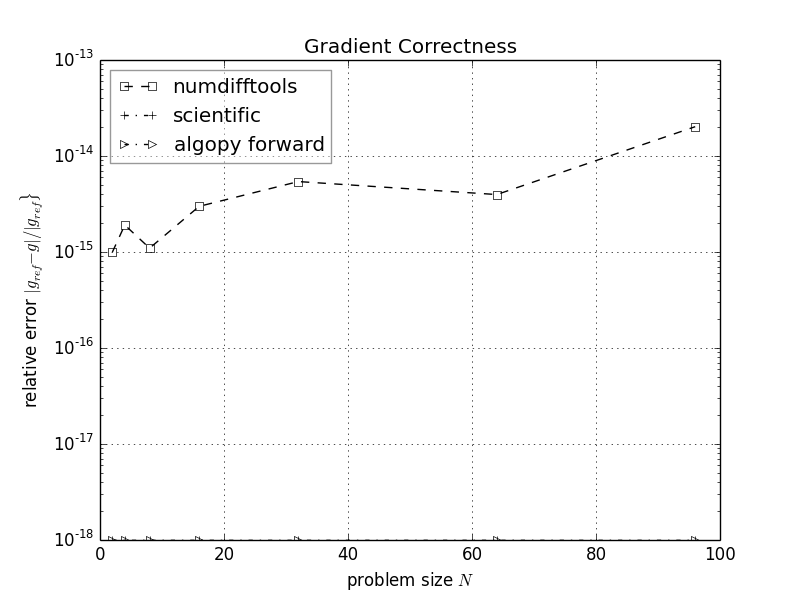 Gradient Correctness
numdifftools
scientific
algopy forward
10^-13
10^-14
10^-15
10^-16
10^-17
10^-18
relative error |g_ref − g|/|g_ref}
0 20 40 60 80 100
problem size N